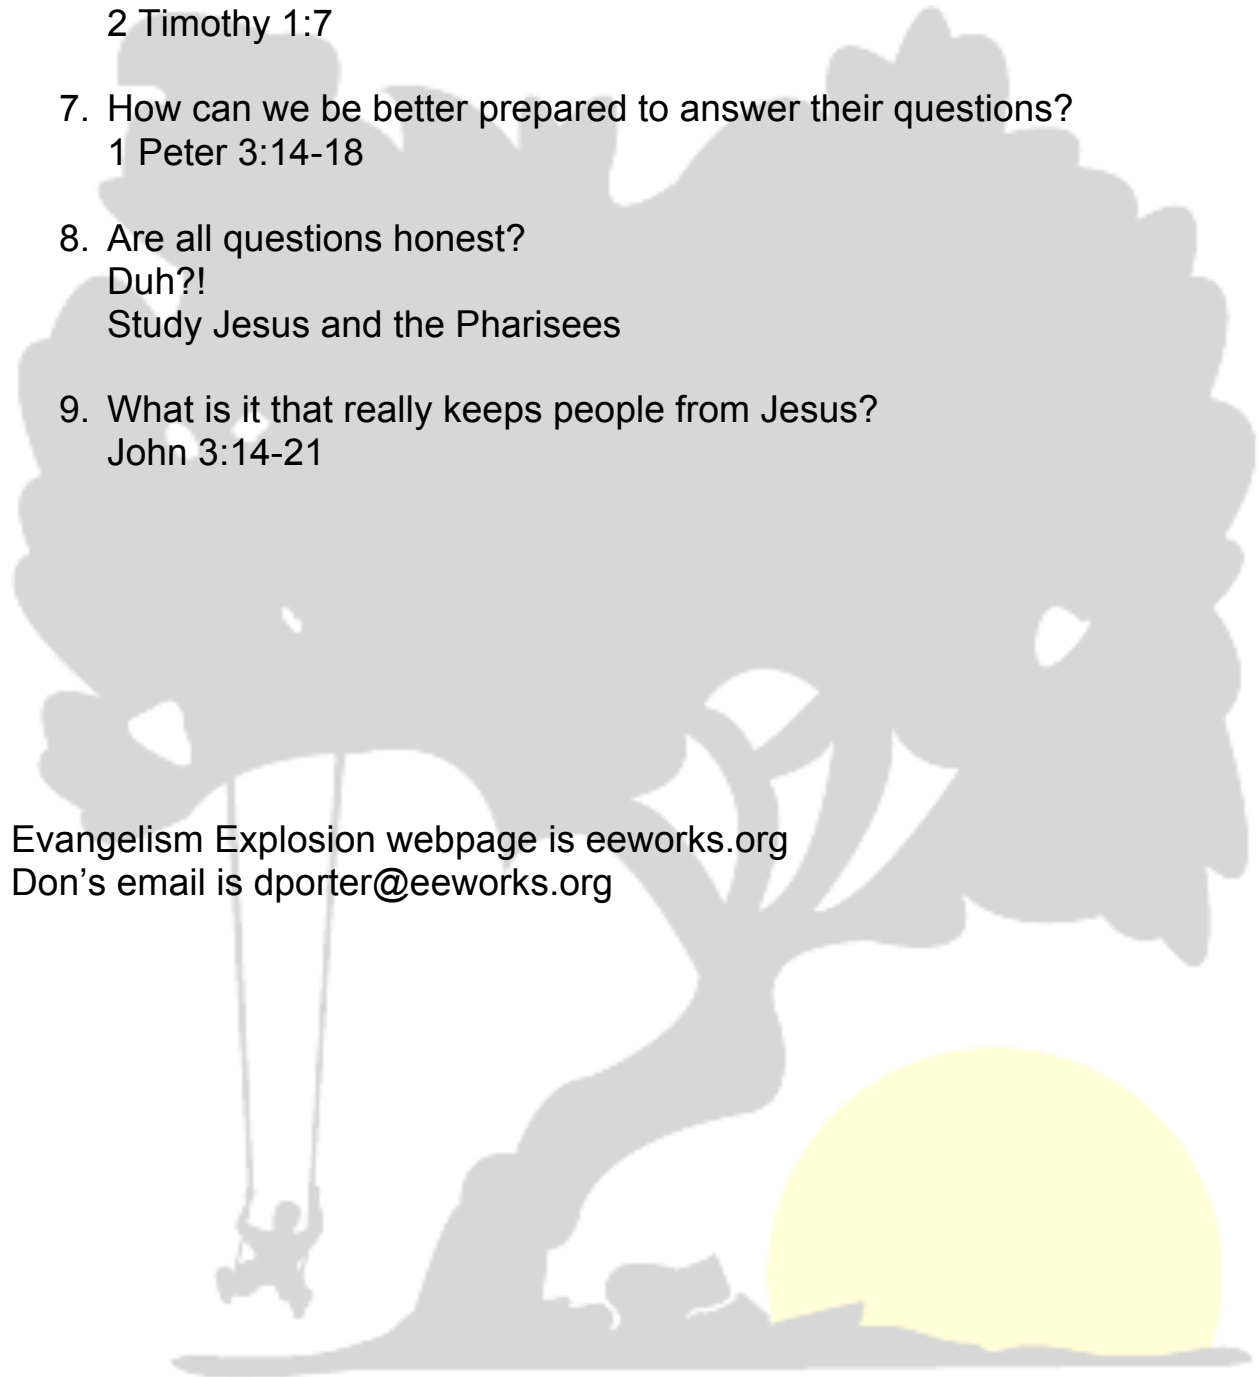 2 Timothy 1:7
7. How can we be better prepared to answer their questions?
1 Peter 3:14-18
8. Are all questions honest?
Duh?!
Study Jesus and the Pharisees
9. What is it that really keeps people from Jesus?
John 3:14-21
Evangelism Explosion webpage is eeworks.org
Don’s email is dporter@eeworks.org